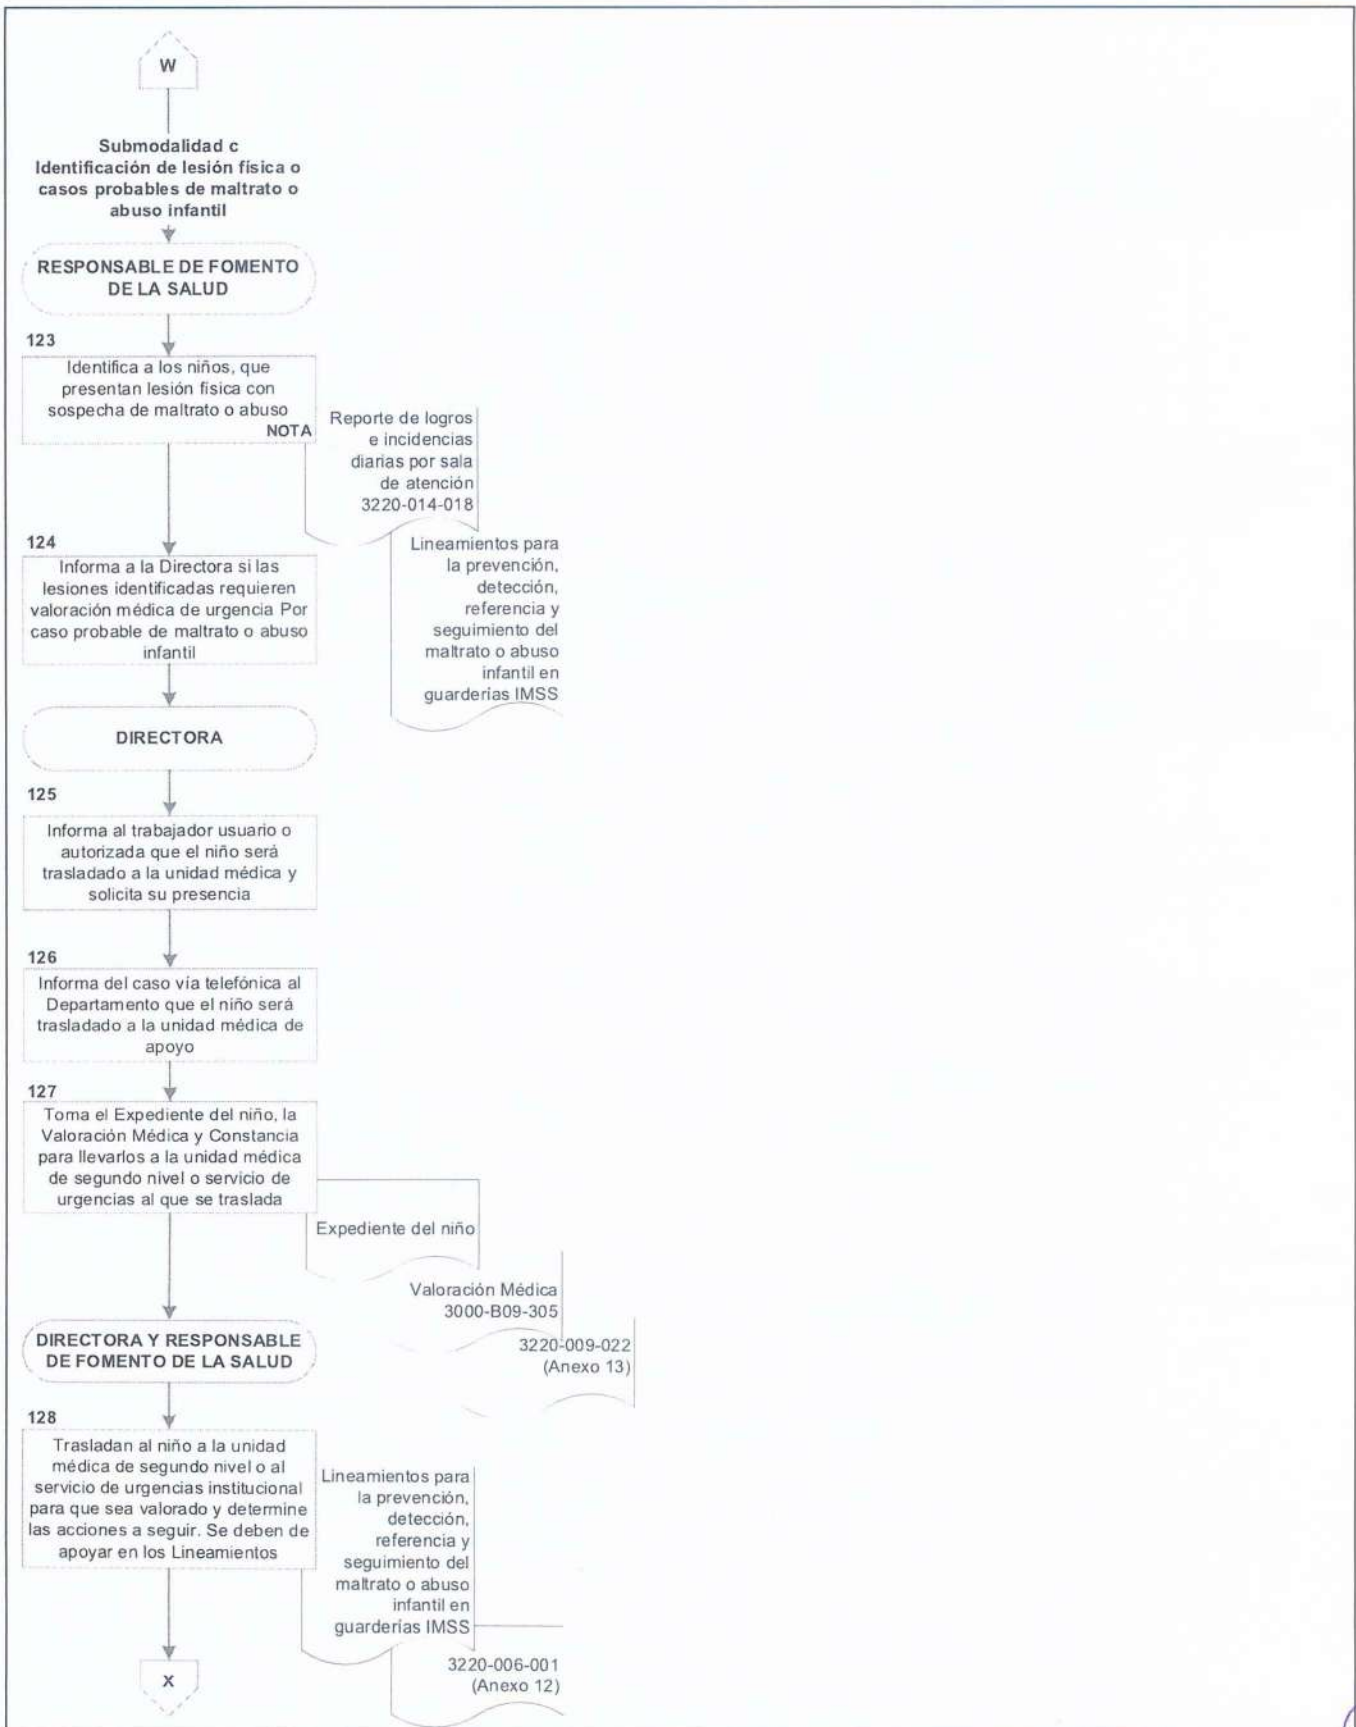 W
Submodalidad c
Identificación de lesión física o
casos probables de maltrato o
abuso infantil
RESPONSABLE DE FOMENTO
DE LA SALUD
123
Identifica a los niños, que
presentan lesión física con
sospecha de maltrato o abuso
NOTA
Reporte de logros
e incidencias
diarias por sala
de atención
3220-014-018
Lineamientos para
la prevención,
detección,
referencia y
seguimiento del
maltrato o abuso
infantil en
guarderías IMSS
124
Informa a la Directora si las
lesiones identificadas requieren
valoración médica de urgencia Por
caso probable de maltrato o abuso
infantil
DIRECTORA
125
Informa al trabajador usuario o
autorizada que el niño será
trasladado a la unidad médica y
solicita su presencia
126
Informa del caso vía telefónica al
Departamento que el niño será
trasladado a la unidad médica de
apoyo
127
Toma el Expediente del niño, la
Valoración Médica y Constancia
para llevarlos a la unidad médica
de segundo nivel o servicio de
urgencias al que se traslada
Expediente del niño
Valoración Médica
3000-B09-305
3220-009-022
(Anexo 13)
DIRECTORA Y RESPONSABLE
DE FOMENTO DE LA SALUD
128
Trasladan al niño a la unidad
médica de segundo nivel o al
servicio de urgencias institucional
para que sea valorado y determine
las acciones a seguir. Se deben de
apoyar en los Lineamientos
Lineamientos para
la prevención,
detección,
referencia y
seguimiento del
maltrato o abuso
infantil en
guarderías IMSS
3220-006-001
(Anexo 12)
X